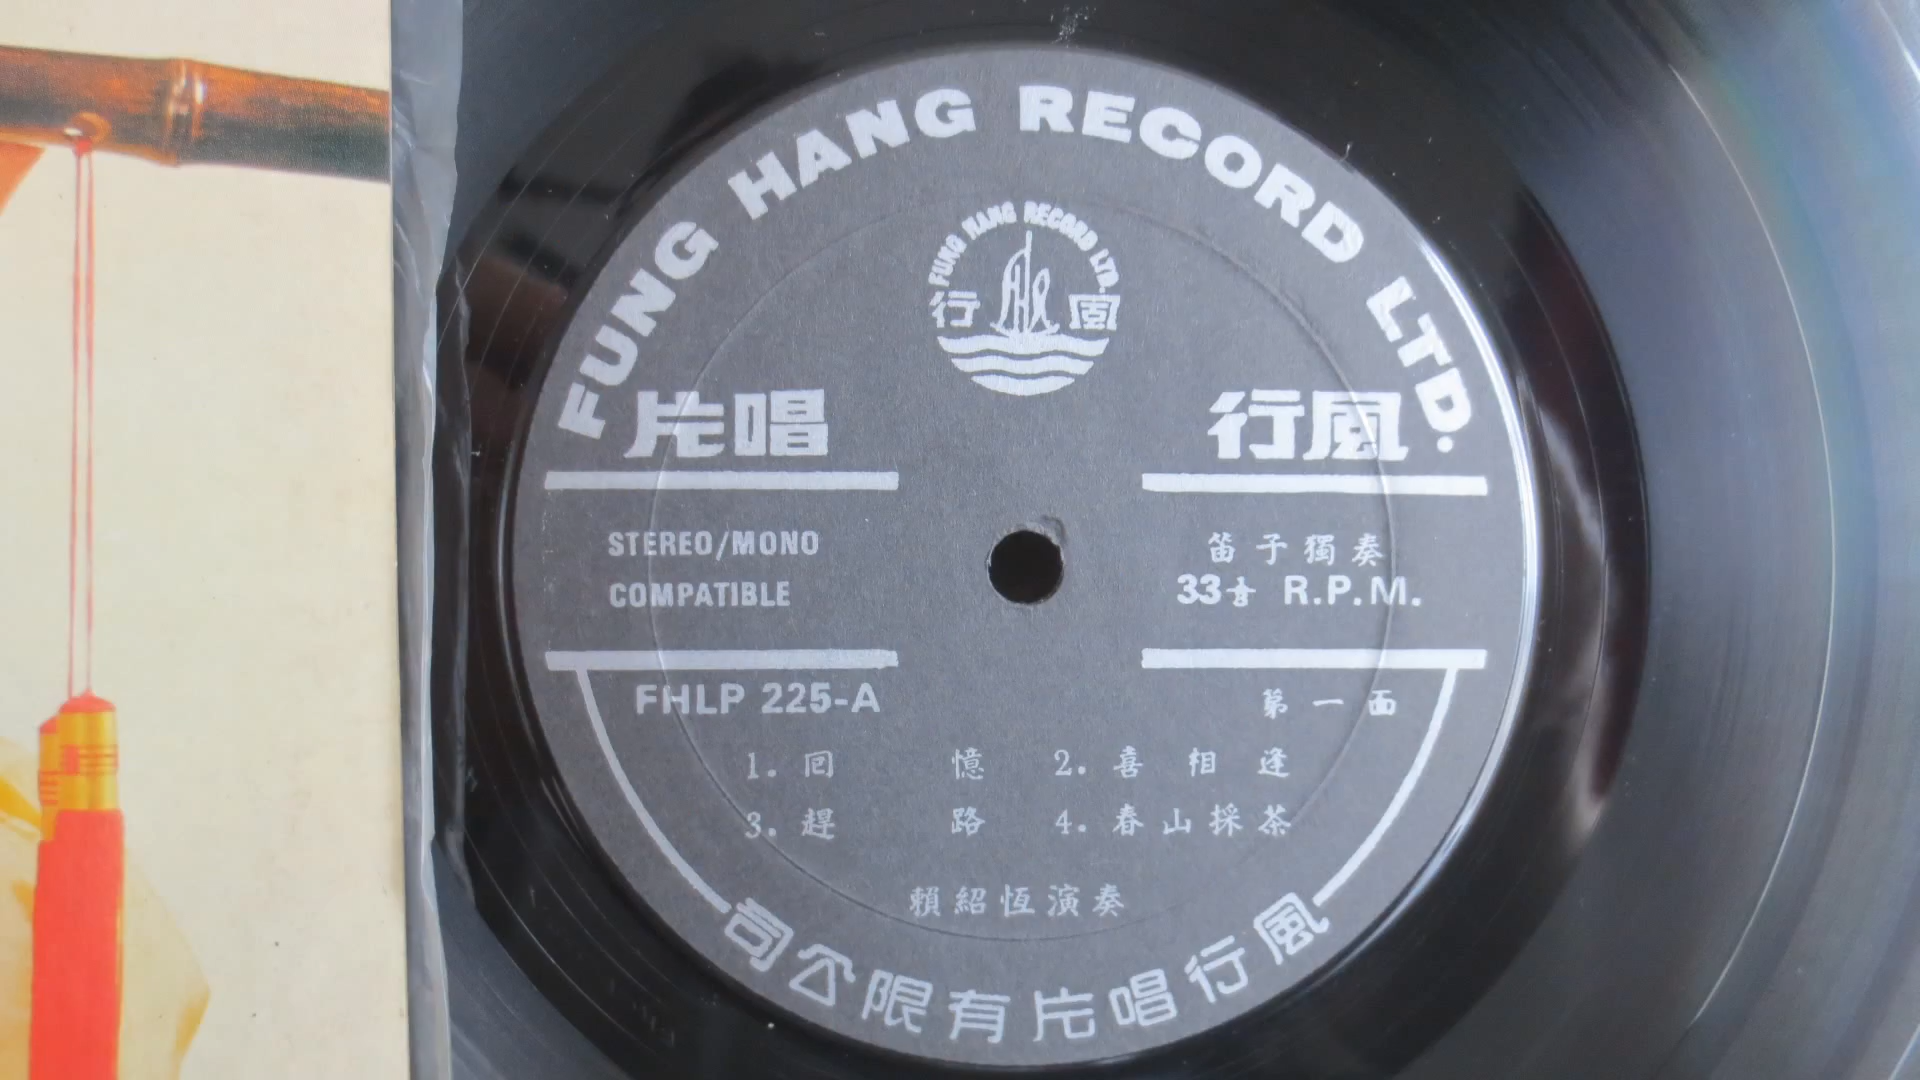 FUNG HANG RECORD LTD.
FUNG HANG RECORD LTD.
行 風
片唱 行風
STEREO/MONO
COMPATIBLE
笛子獨奏
33⅓ R.P.M.
FHLP 225-A
第一面
1. 回憶 2. 喜相逢
3. 趕路 4. 春山採茶
賴紹恆演奏
司公限有片唱行風